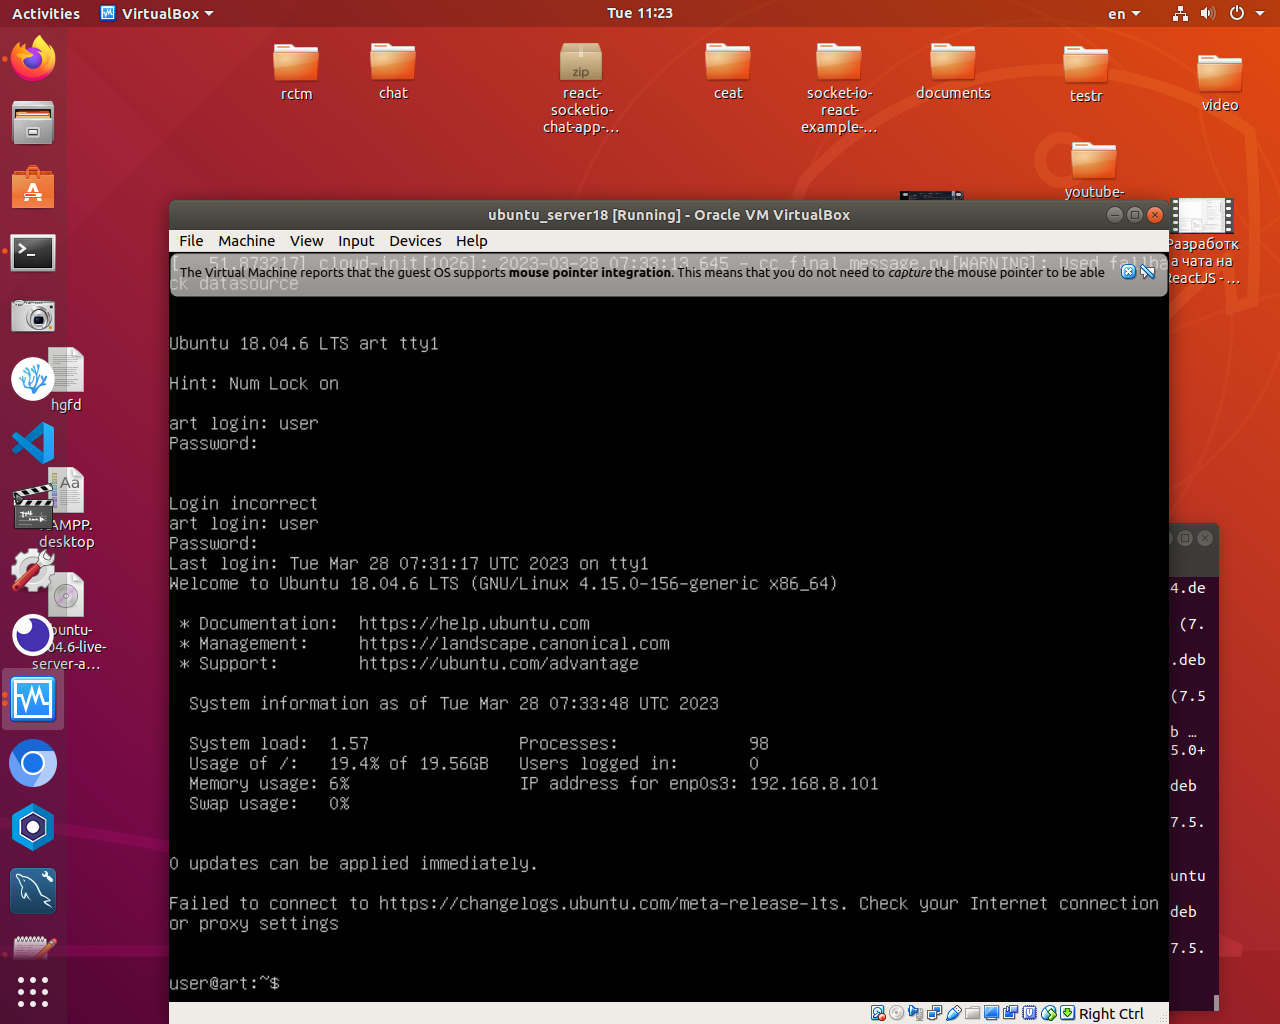 Activities
VirtualBox
Tue 11:23
en
rctm
chat
react-
socketio-
chat-app-...
ceat
socket-io-
react-
example-...
documents
testr
video
youtube-
Разработк
а чата на
ReactJS - ...
hgfd
XAMPP.
desktop
ubuntu-
18.04.6-live-
server-a...
ubuntu_server18 [Running] - Oracle VM VirtualBox
File Machine View Input Devices Help
[ 51.873217] cloud-init[1026]: 2023-03-28 07:33:13,645 - cc_final_message.py[WARNING]: Used fallba
ck datasource
The Virtual Machine reports that the guest OS supports mouse pointer integration. This means that you do not need to capture the mouse pointer to be able
Ubuntu 18.04.6 LTS art tty1
Hint: Num Lock on
art login: user
Password:
Login incorrect
art login: user
Password:
Last login: Tue Mar 28 07:31:17 UTC 2023 on tty1
Welcome to Ubuntu 18.04.6 LTS (GNU/Linux 4.15.0-156-generic x86_64)
* Documentation: https://help.ubuntu.com
* Management: https://landscape.canonical.com
* Support: https://ubuntu.com/advantage
System information as of Tue Mar 28 07:33:48 UTC 2023
System load: 1.57 Processes: 98
Usage of /: 19.4% of 19.56GB Users logged in: 0
Memory usage: 6% IP address for enp0s3: 192.168.8.101
Swap usage: 0%
0 updates can be applied immediately.
Failed to connect to https://changelogs.ubuntu.com/meta-release-lts. Check your Internet connection
or proxy settings
user@art:~$
Right Ctrl
4.de
(7.
.deb
(7.5
b ...
5.0+
deb
7.5.
untu
deb
7.5.